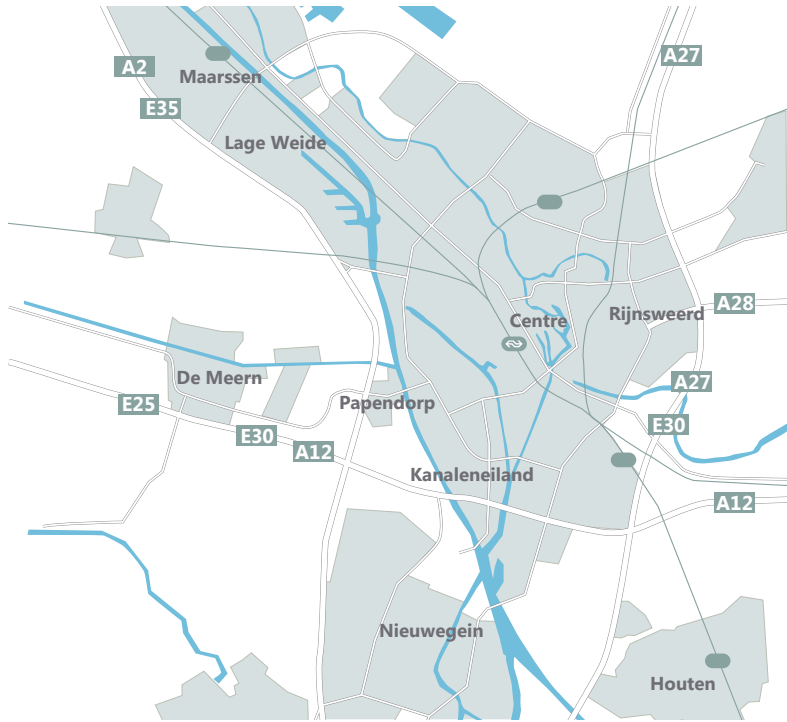 A27
A2
Maarssen
E35
Lage Weide
A28
Rijnsweerd
Centre
De Meern
A27
Papendorp
E25
E30
E30
A12
Kanaleneiland
A12
Nieuwegein
Houten